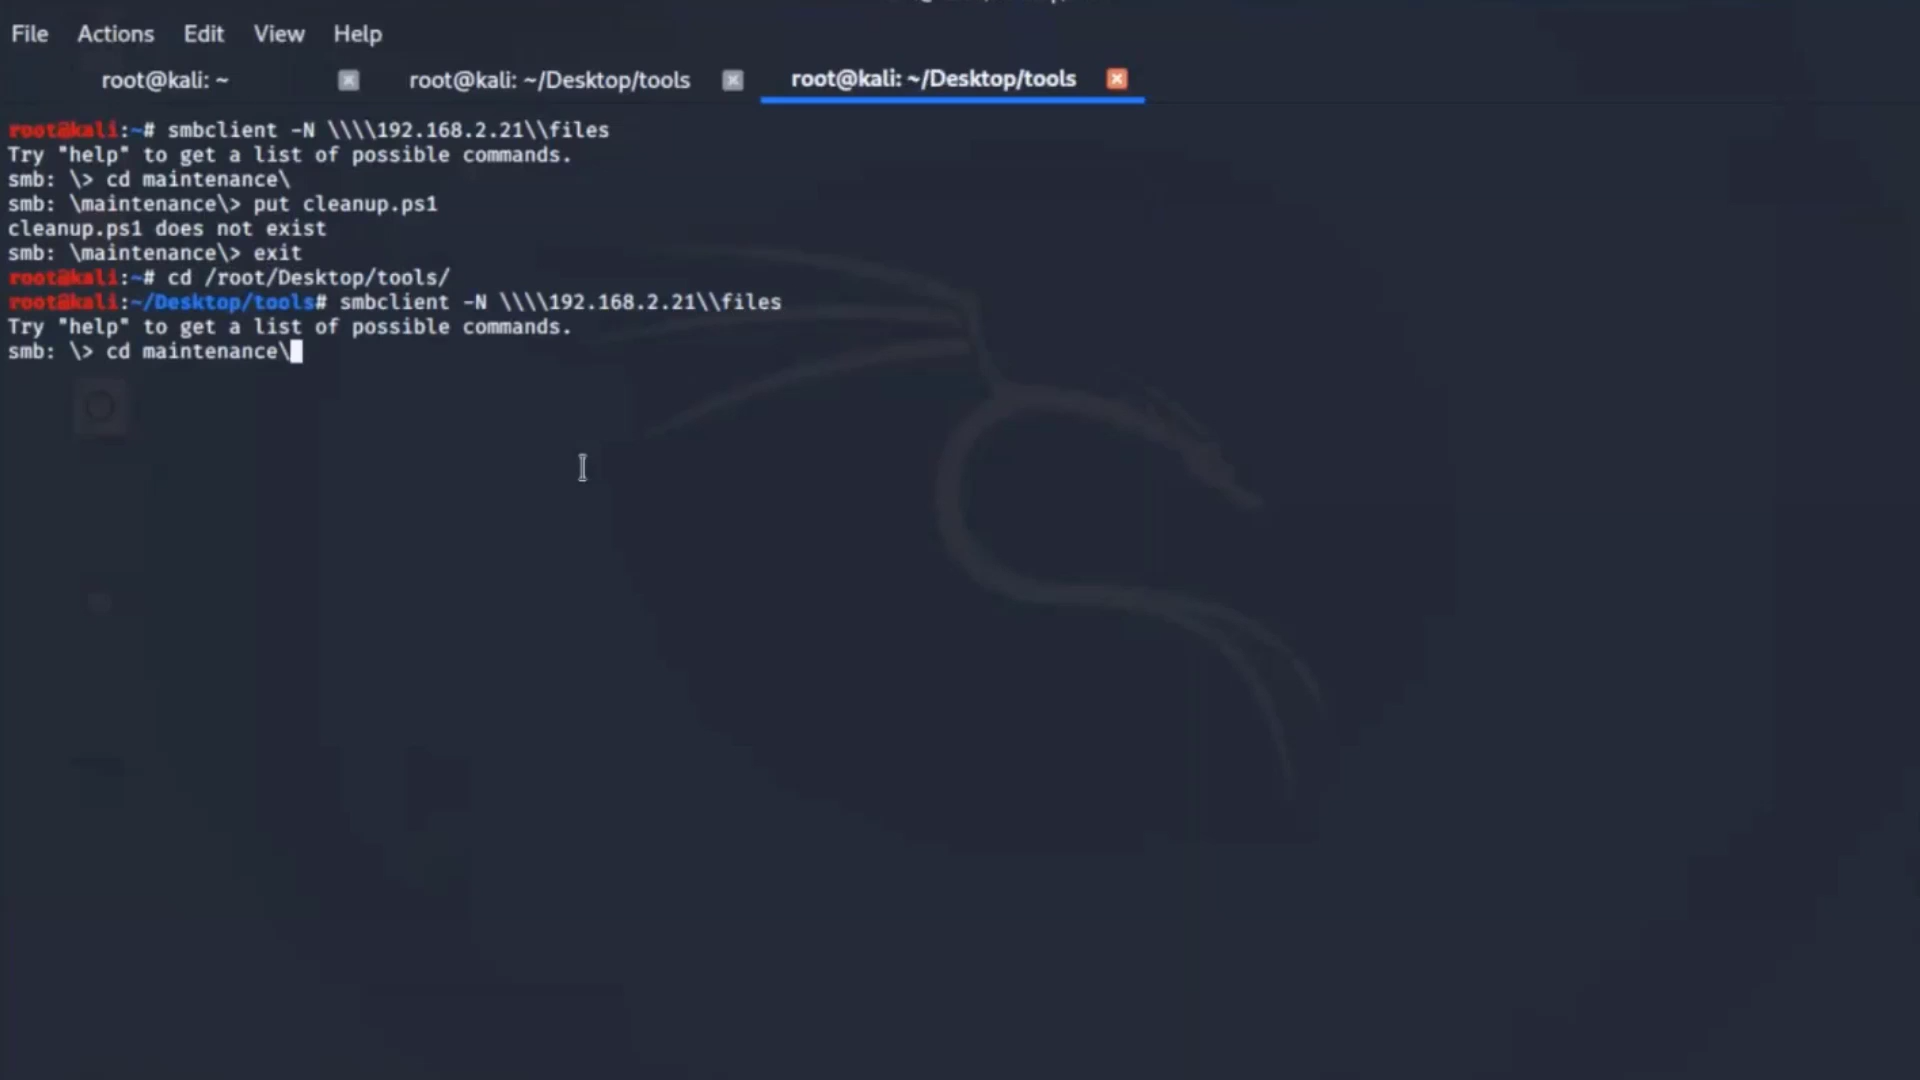 File Actions Edit View Help
root@kali: ~ root@kali: ~/Desktop/tools root@kali: ~/Desktop/tools
root@kali:~# smbclient -N \\\\192.168.2.21\\files
Try "help" to get a list of possible commands.
smb: \> cd maintenance\
smb: \maintenance\> put cleanup.ps1
cleanup.ps1 does not exist
smb: \maintenance\> exit
root@kali:~# cd /root/Desktop/tools/
root@kali:~/Desktop/tools# smbclient -N \\\\192.168.2.21\\files
Try "help" to get a list of possible commands.
smb: \> cd maintenance\